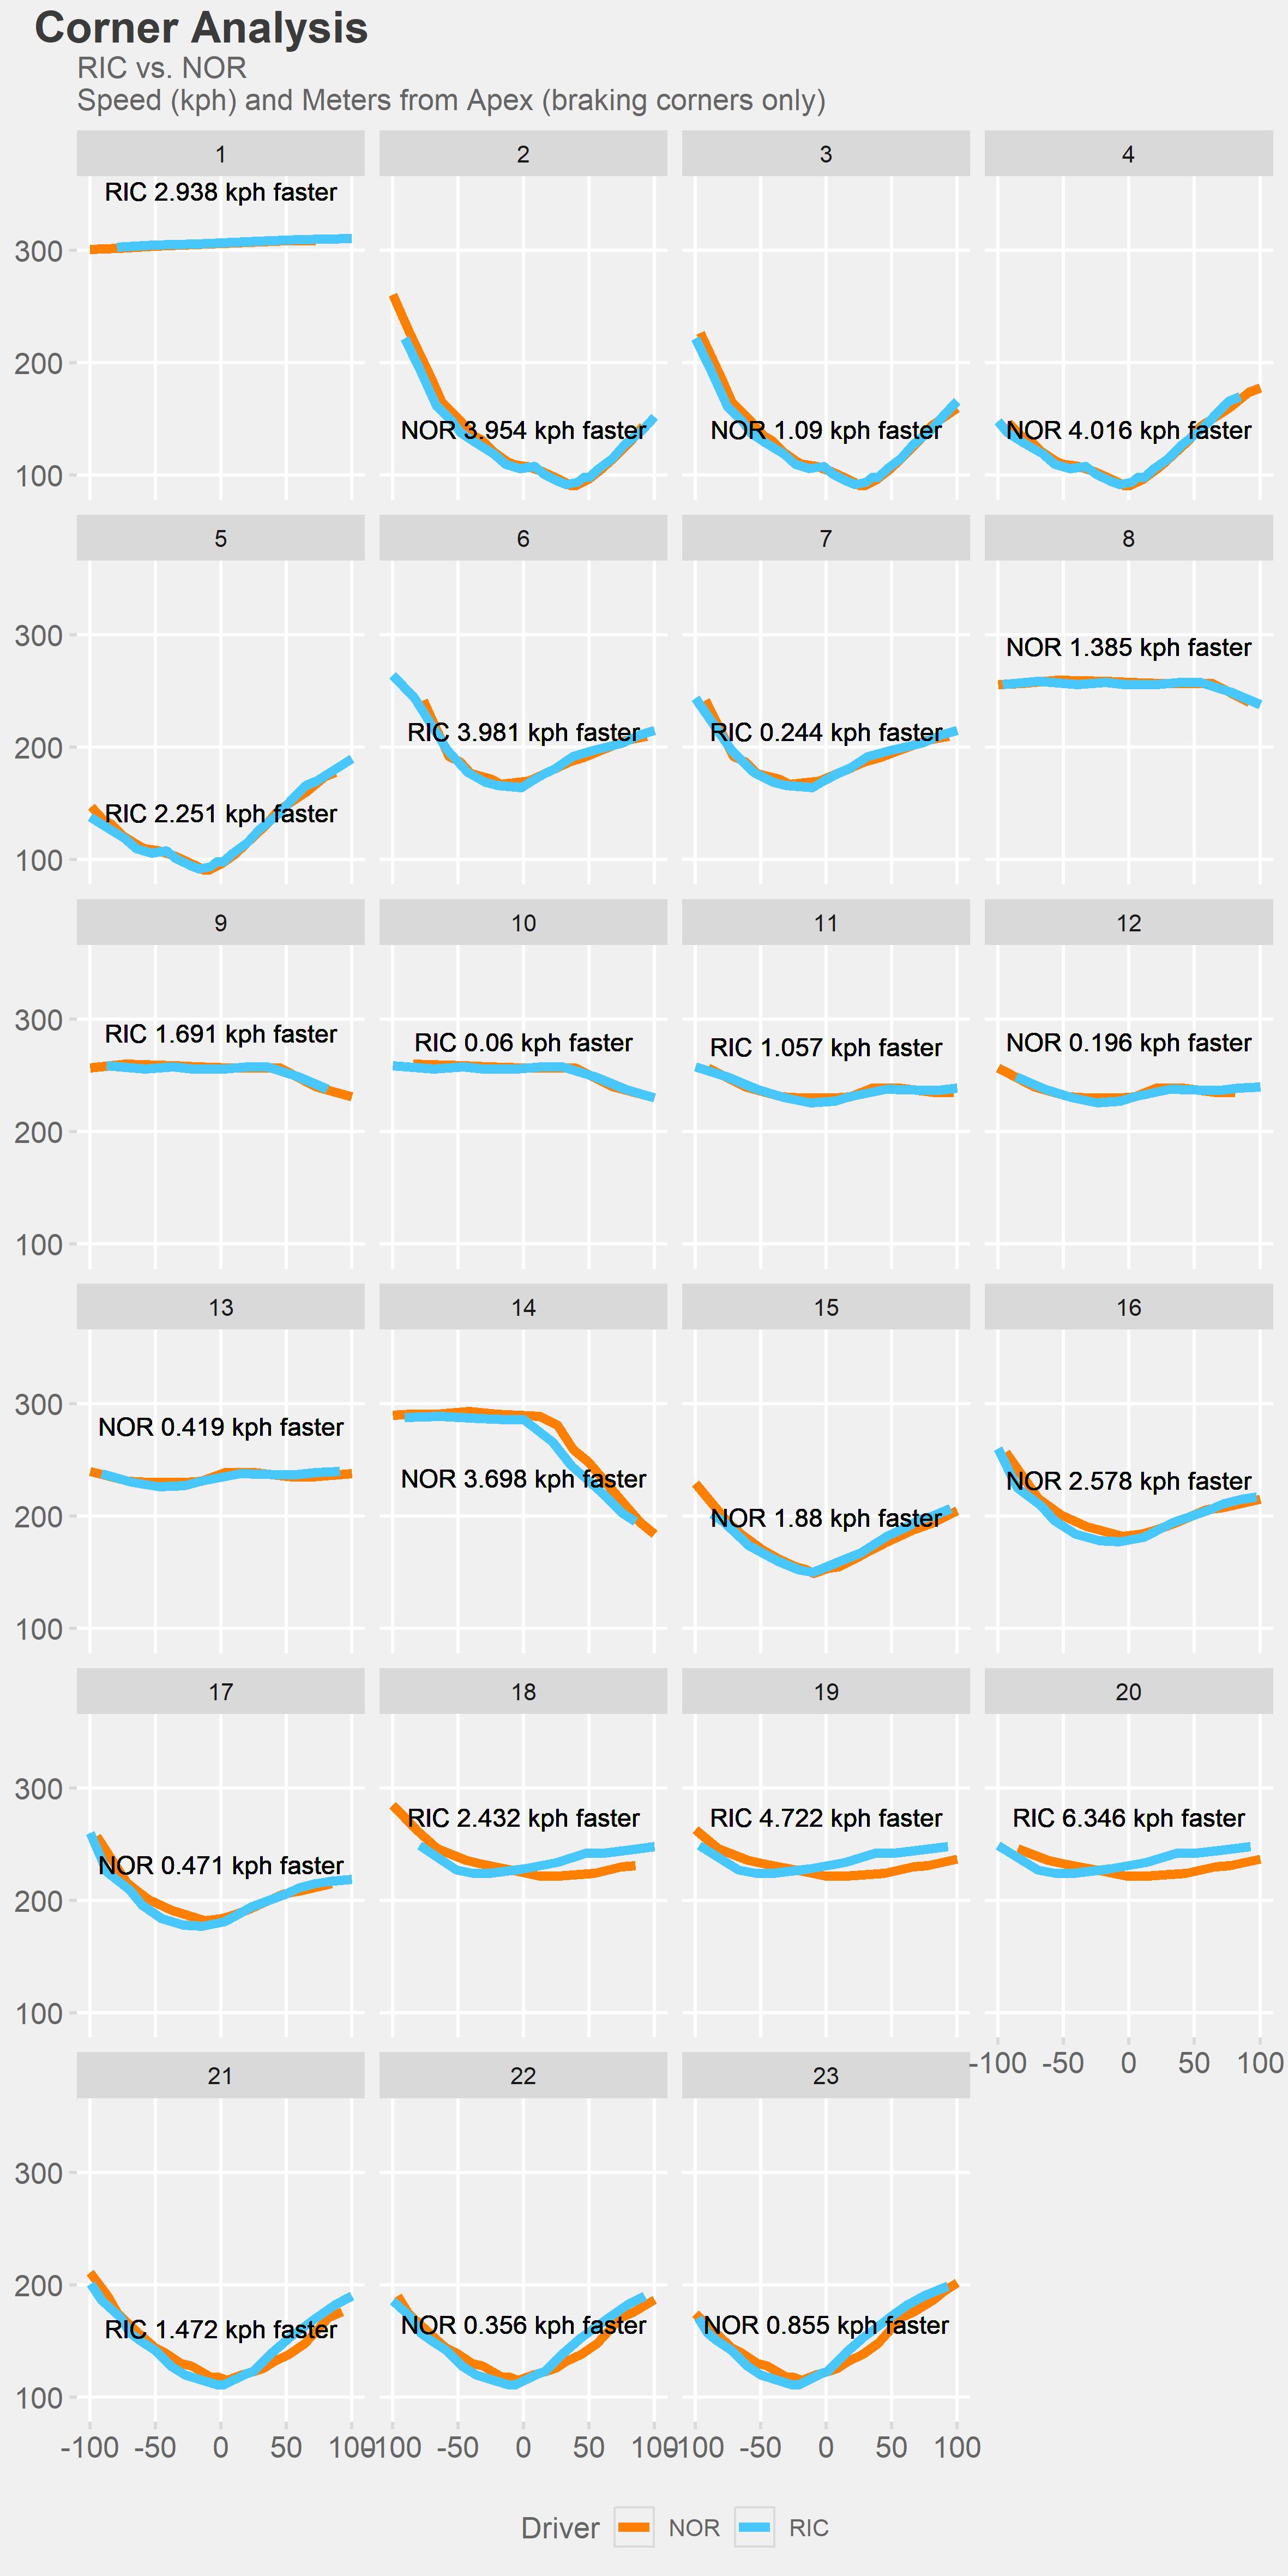 Corner Analysis
RIC vs. NOR
Speed (kph) and Meters from Apex (braking corners only)
1 2 3 4
RIC 2.938 kph faster
NOR 3.954 kph faster NOR 1.09 kph faster NOR 4.016 kph faster
300
200
100
5 6 7 8
RIC 2.251 kph faster RIC 3.981 kph faster RIC 0.244 kph faster NOR 1.385 kph faster
300
200
100
9 10 11 12
RIC 1.691 kph faster RIC 0.06 kph faster RIC 1.057 kph faster NOR 0.196 kph faster
300
200
100
13 14 15 16
NOR 0.419 kph faster NOR 3.698 kph faster NOR 1.88 kph faster NOR 2.578 kph faster
300
200
100
17 18 19 20
NOR 0.471 kph faster RIC 2.432 kph faster RIC 4.722 kph faster RIC 6.346 kph faster
300
200
100
-100 -50 0 50 100
21 22 23
RIC 1.472 kph faster NOR 0.356 kph faster NOR 0.855 kph faster
300
200
100
-100 -50 0 50 100 -100 -50 0 50 100 -100 -50 0 50 100
Driver NOR RIC